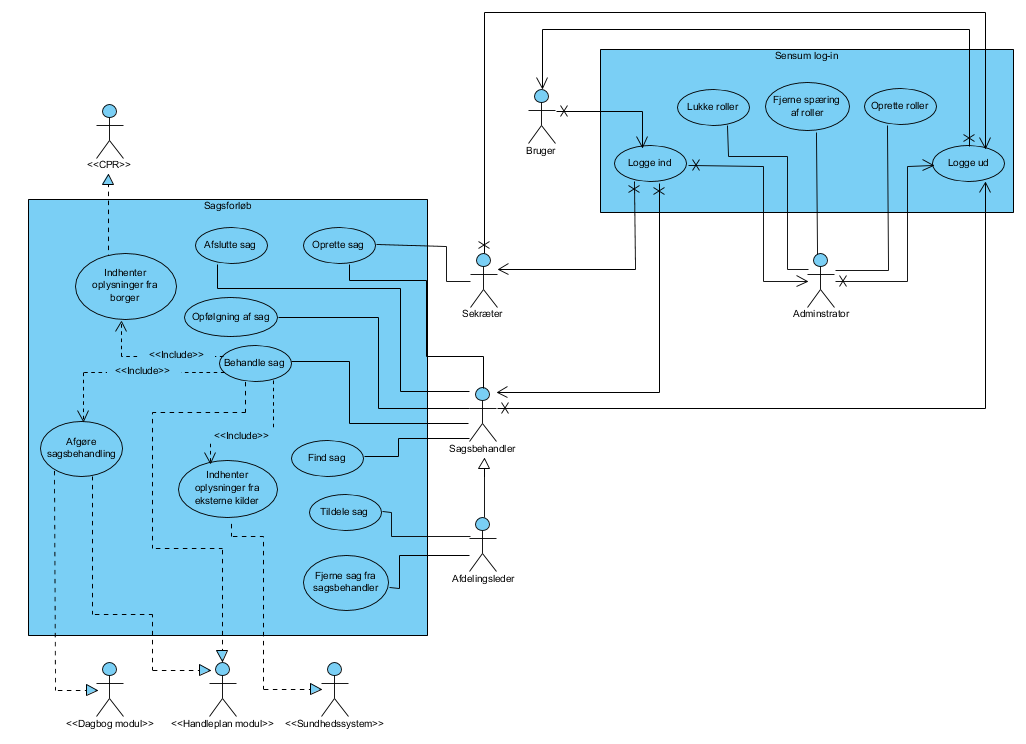 Sensum log-in
Lukke roller
Fjerne spæring
af roller
Oprette roller
Logge ind
Logge ud
Bruger
<<CPR>>
Sagsforløb
Afslutte sag
Oprette sag
Indhenter
oplysninger fra
borger
Opfølgning af sag
Sekræter
Adminstrator
<<Include>>
Behandle sag
<<Include>>
Afgøre
sagsbehandling
<<Include>>
Find sag
Sagsbehandler
Indhenter
oplysninger fra
eksterne kilder
Tildele sag
Fjerne sag fra
sagsbehandler
Afdelingsleder
<<Dagbog modul>>
<<Handleplan modul>>
<<Sundhedssystem>>